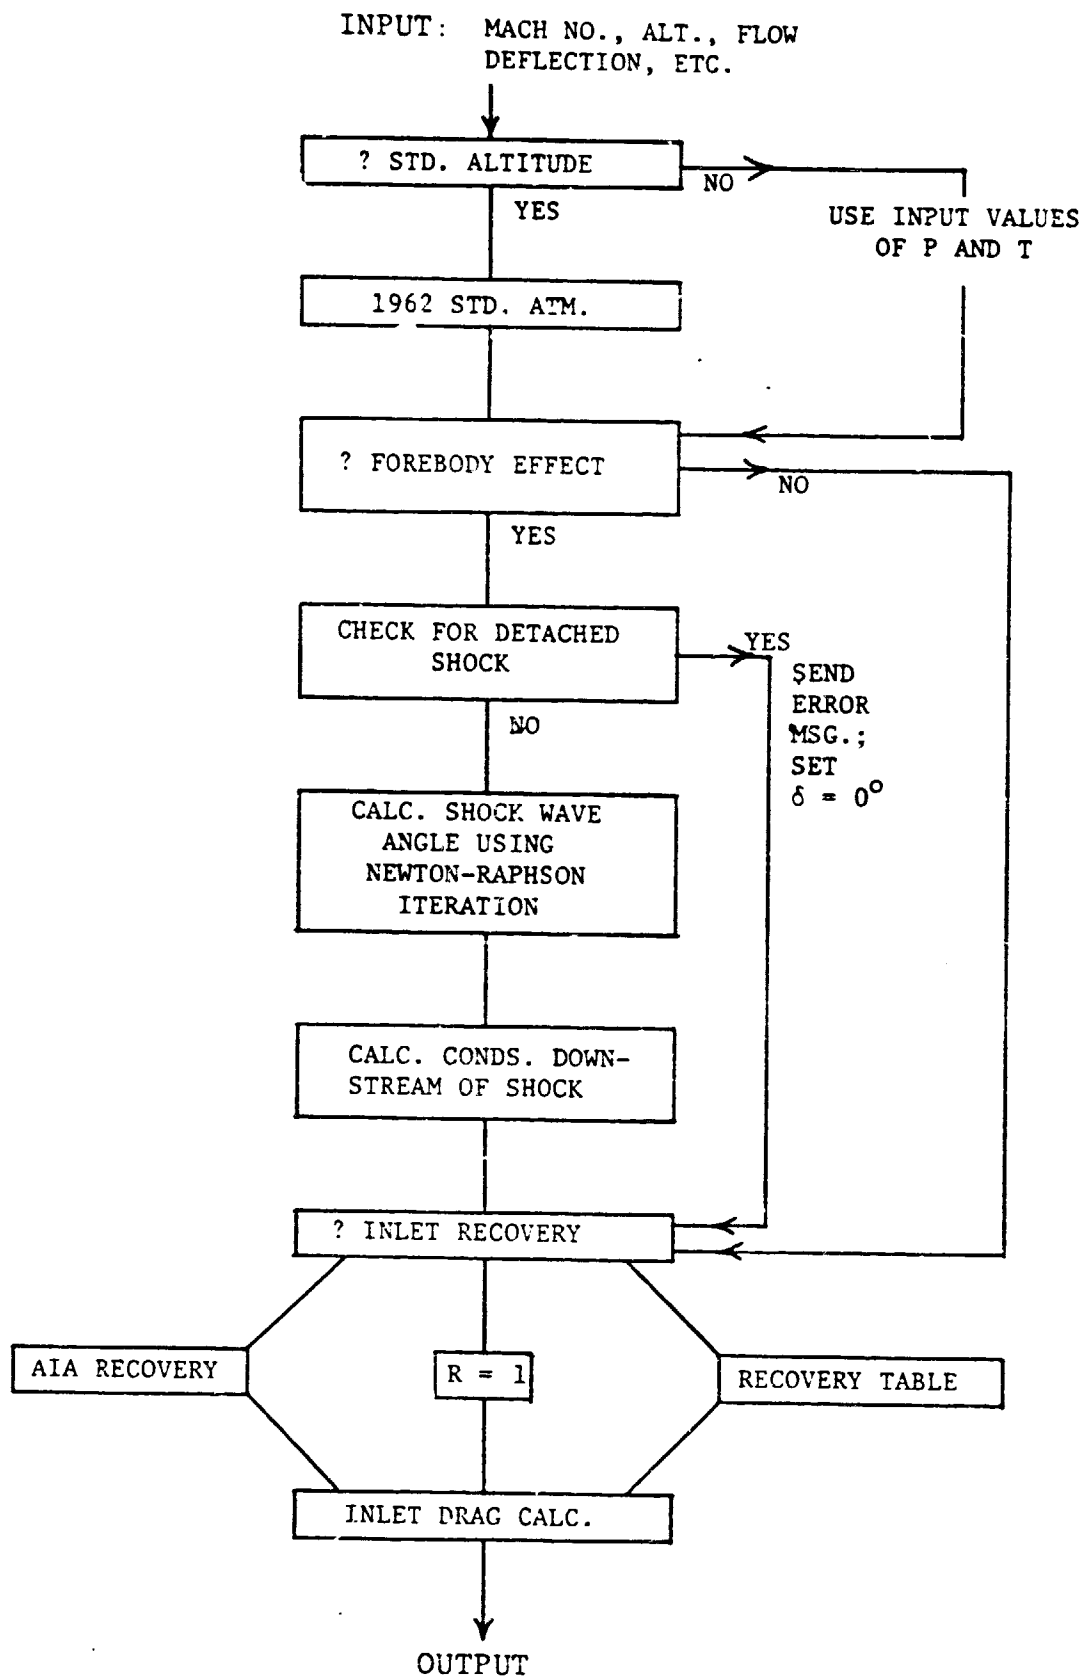 INPUT: MACH NO., ALT., FLOW
DEFLECTION, ETC.
? STD. ALTITUDE
NO
YES
USE INPUT VALUES
OF P AND T
1962 STD. ATM.
? FOREBODY EFFECT
NO
YES
CHECK FOR DETACHED
SHOCK
YES
SEND
ERROR
MSG.;
SET
δ = 0°
NO
CALC. SHOCK WAVE
ANGLE USING
NEWTON-RAPHSON
ITERATION
CALC. CONDS. DOWN-
STREAM OF SHOCK
? INLET RECOVERY
AIA RECOVERY
R = 1
RECOVERY TABLE
INLET DRAG CALC.
OUTPUT